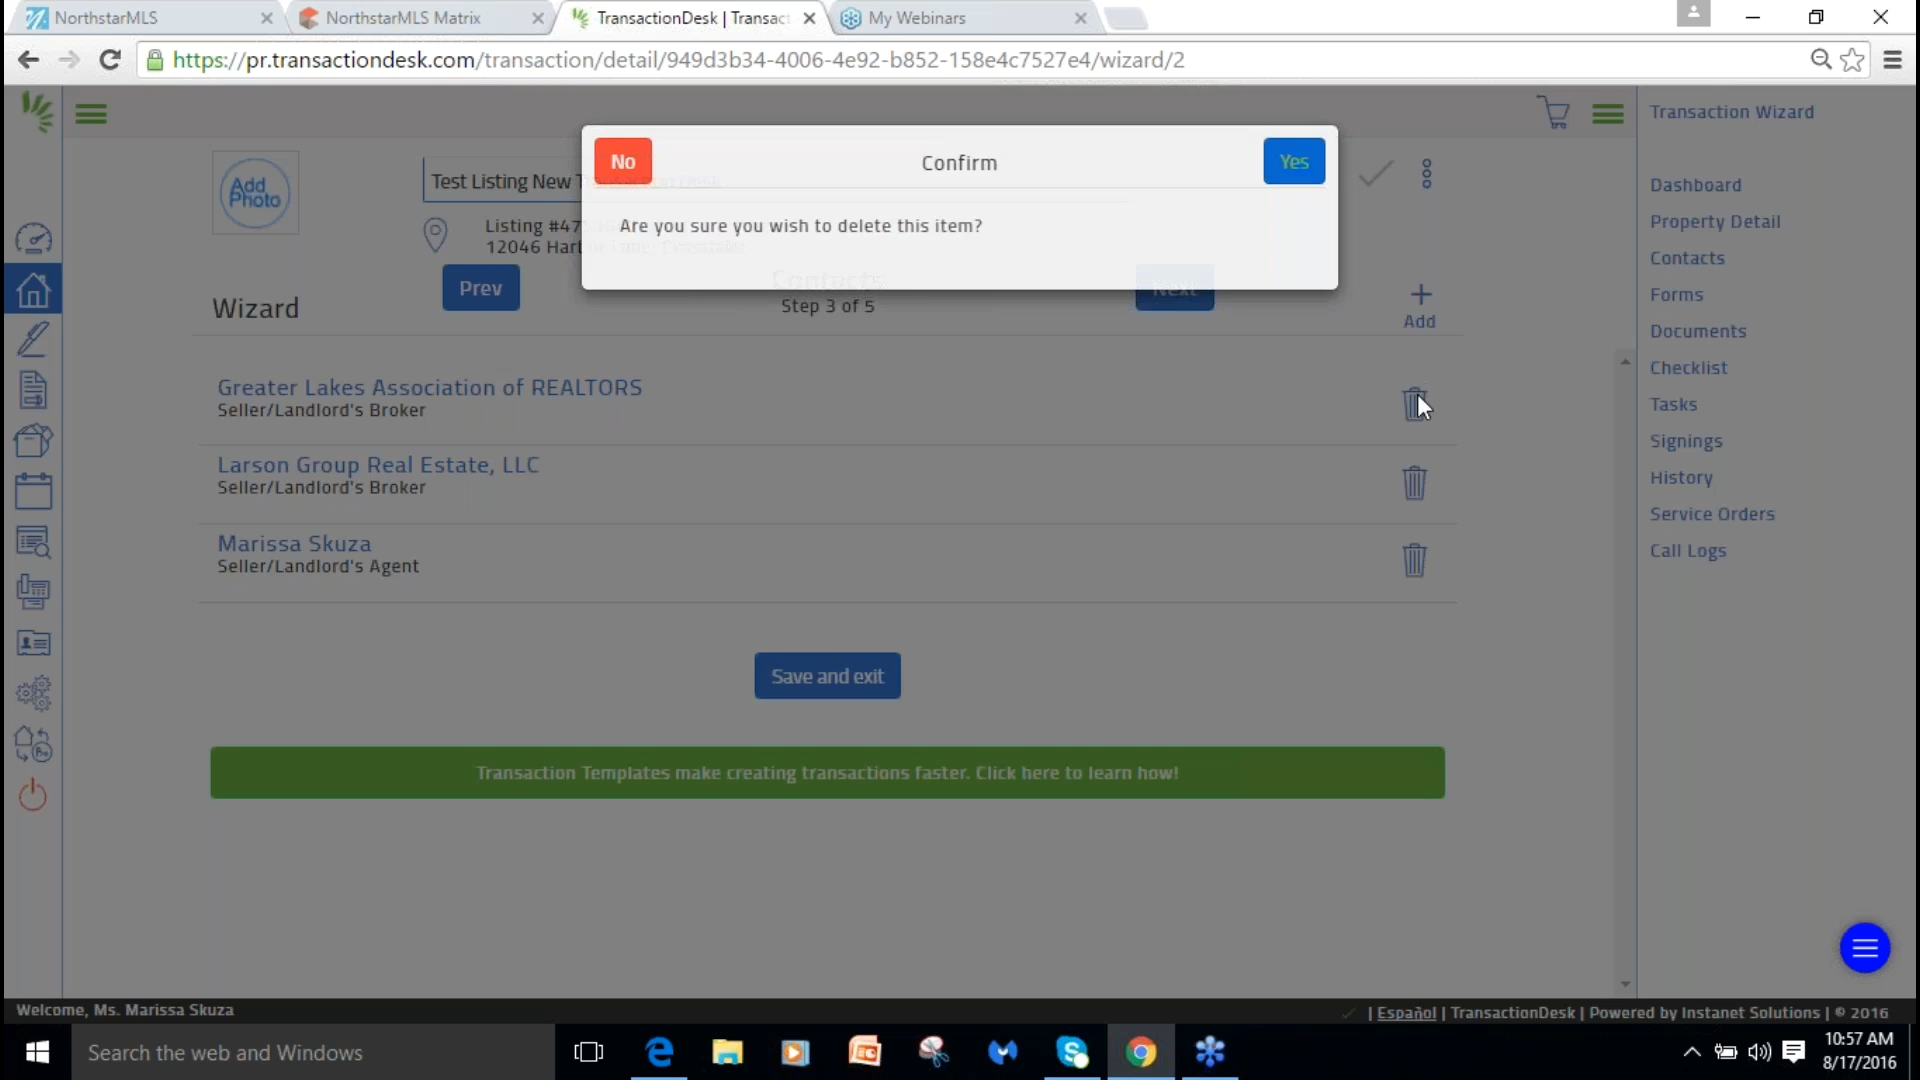 NorthstarMLS
NorthstarMLS Matrix
TransactionDesk | Transact
My Webinars
https://pr.transactiondesk.com/transaction/detail/949d3b34-4006-4e92-b852-158e4c7527e4/wizard/2
Add
Photo
Test Listing New
Listing #47
12046 Har
No
Confirm
Yes
Are you sure you wish to delete this item?
Wizard
Prev
Contacts
Step 3 of 5
Next
Add
Greater Lakes Association of REALTORS
Seller/Landlord's Broker
Larson Group Real Estate, LLC
Seller/Landlord's Broker
Marissa Skuza
Seller/Landlord's Agent
Save and exit
Transaction Templates make creating transactions faster. Click here to learn how!
Transaction Wizard
Dashboard
Property Detail
Contacts
Forms
Documents
Checklist
Tasks
Signings
History
Service Orders
Call Logs
Welcome, Ms. Marissa Skuza
| Español | TransactionDesk | Powered by Instanet Solutions | © 2016
Search the web and Windows
10:57 AM
8/17/2016